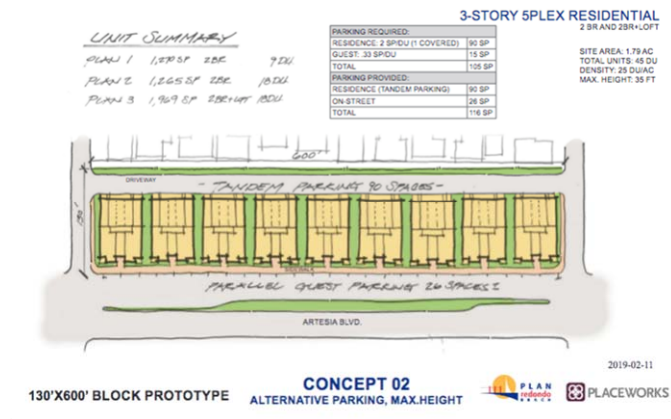 3-STORY 5PLEX RESIDENTIAL
2 BR AND 2BR+LOFT
SITE AREA: 1.79 AC
TOTAL UNITS: 45 DU
DENSITY: 25 DU/AC
MAX. HEIGHT: 35 FT
UNIT SUMMARY
PLAN 1 1,270 SF 2BR 9 DU
PLAN 2 1,265 SF 2BR 18 DU
PLAN 3 1,969 SF 2BR+LOFT 18 DU
PARKING REQUIRED:
RESIDENCE: 2 SP/DU (1 COVERED) 90 SP
GUEST: .33 SP/DU 15 SP
TOTAL 105 SP
PARKING PROVIDED:
RESIDENCE (TANDEM PARKING) 90 SP
ON-STREET 26 SP
TOTAL 116 SP
600'
DRIVEWAY
- TANDEM PARKING 90 SPACES -
130'
SIDEWALK
PARALLEL GUEST PARKING 26 SPACES ±
ARTESIA BLVD.
2019-02-11
130'X600' BLOCK PROTOTYPE
CONCEPT 02
ALTERNATIVE PARKING, MAX.HEIGHT
PLAN
redondo
BEACH
PLACEWORKS